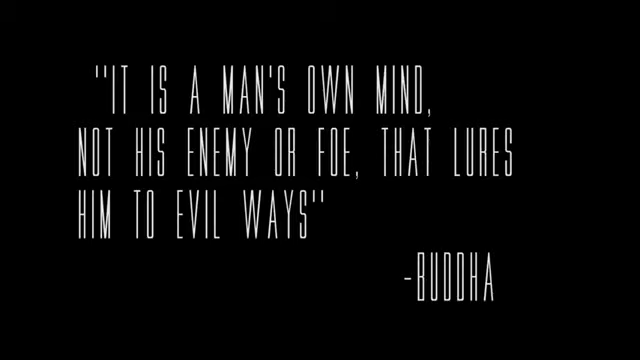 "IT IS A MAN'S OWN MIND,
NOT HIS ENEMY OR FOE, THAT LURES
HIM TO EVIL WAYS"
-BUDDHA